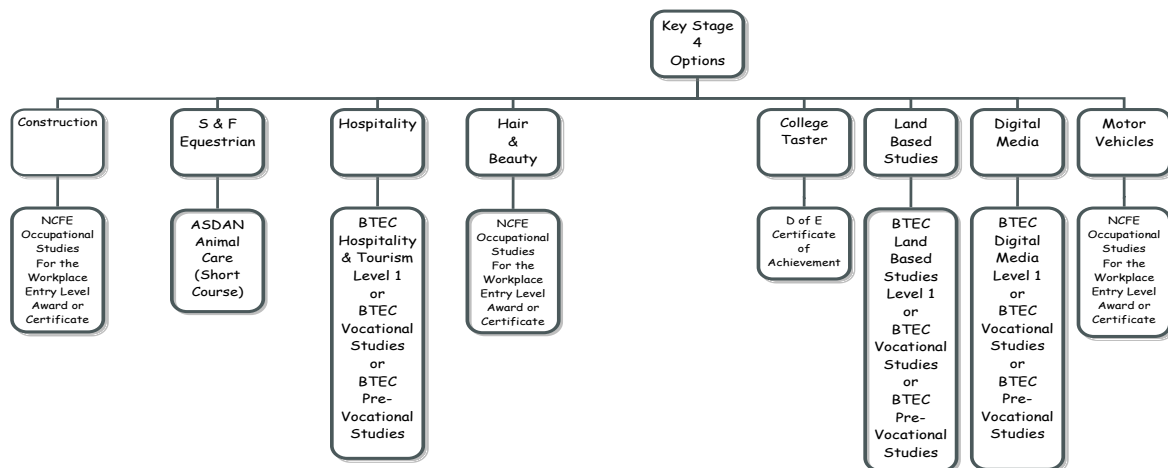 Key Stage
4
Options
Construction
S & F
Equestrian
Hospitality
Hair
&
Beauty
College
Taster
Land
Based
Studies
Digital
Media
Motor
Vehicles
NCFE
Occupational
Studies
For the
Workplace
Entry Level
Award or
Certificate
ASDAN
Animal
Care
(Short
Course)
BTEC
Hospitality
& Tourism
Level 1
or
BTEC
Vocational
Studies
or
BTEC
Pre-
Vocational
Studies
NCFE
Occupational
Studies
For the
Workplace
Entry Level
Award or
Certificate
D of E
Certificate
of
Achievement
BTEC
Land
Based
Studies
Level 1
or
BTEC
Vocational
Studies
or
BTEC
Pre-
Vocational
Studies
BTEC
Digital
Media
Level 1
or
BTEC
Vocational
Studies
or
BTEC
Pre-
Vocational
Studies
NCFE
Occupational
Studies
For the
Workplace
Entry Level
Award or
Certificate